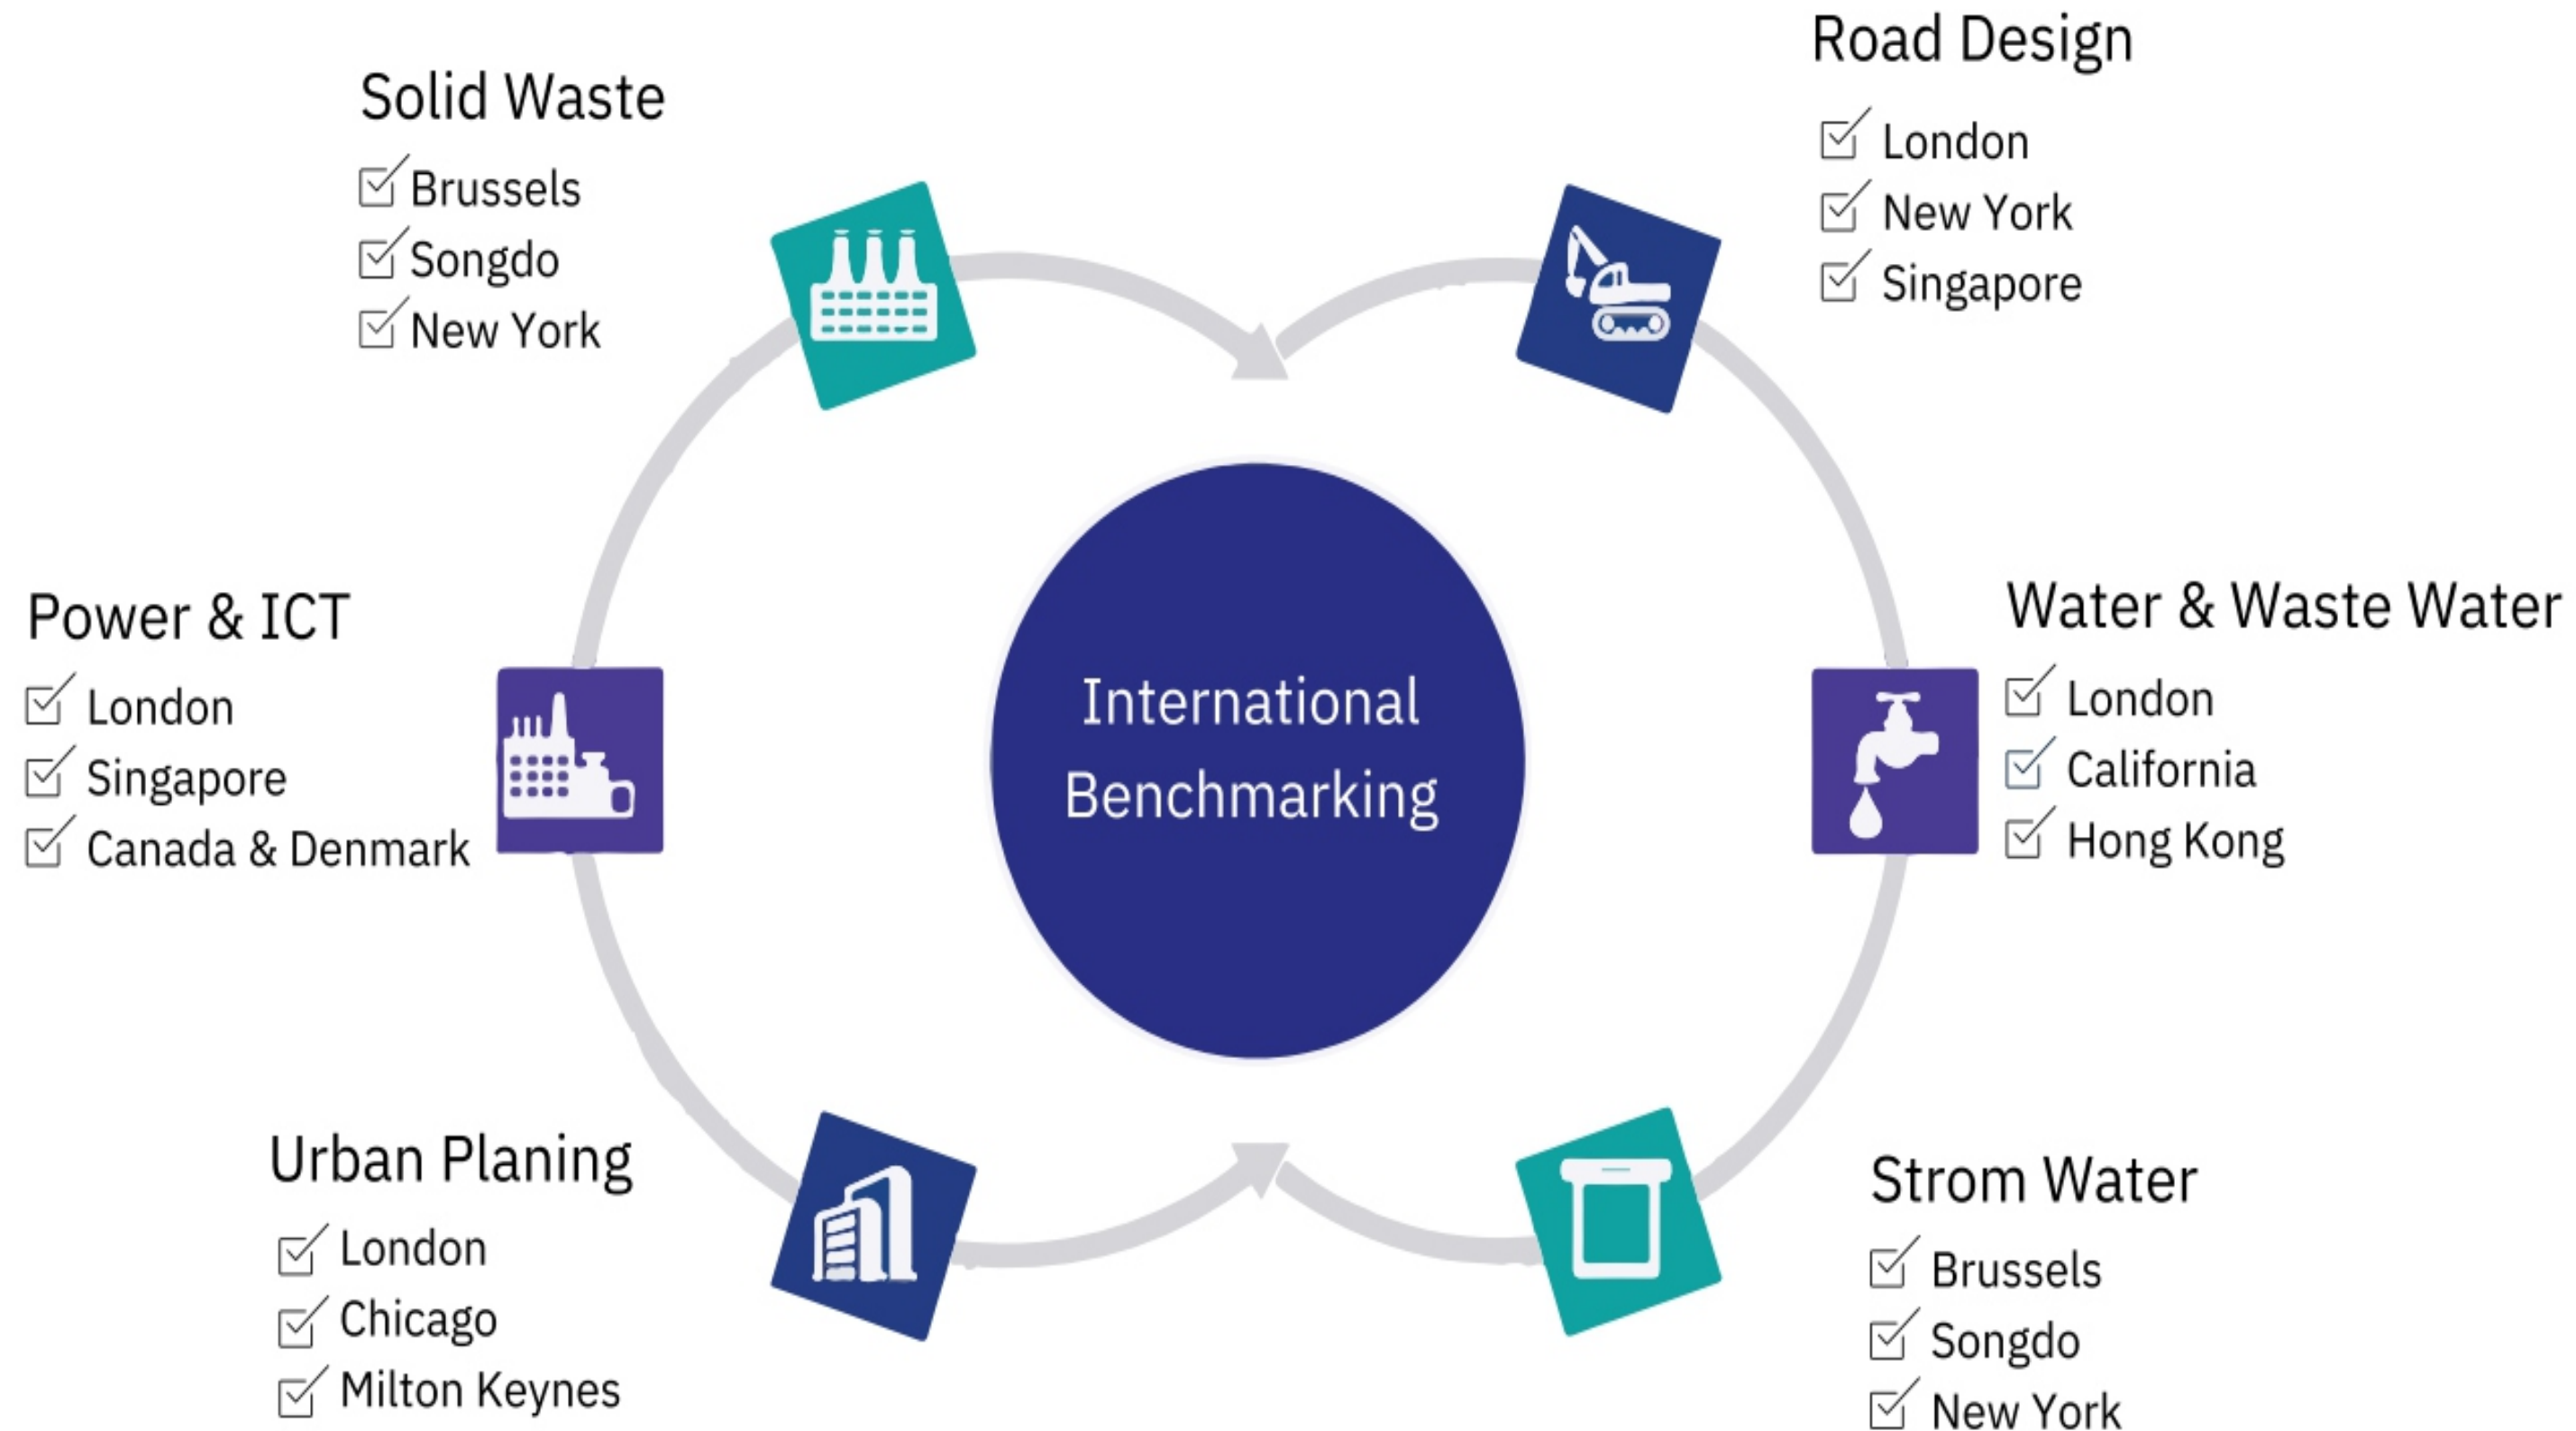 Solid Waste
Brussels
Songdo
New York
Road Design
London
New York
Singapore
Power & ICT
London
Singapore
Canada & Denmark
International
Benchmarking
Water & Waste Water
London
California
Hong Kong
Urban Planing
London
Chicago
Milton Keynes
Strom Water
Brussels
Songdo
New York